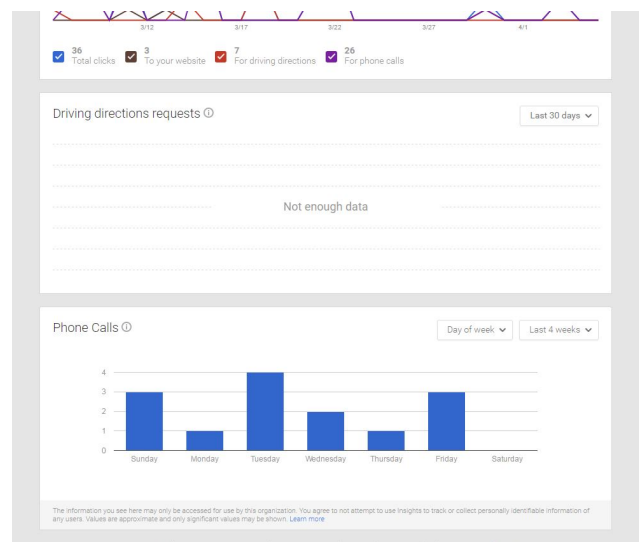 3/12 3/17 3/22 3/27 4/1
36 3 7 26
Total clicks To your website For driving directions For phone calls
Driving directions requests
Last 30 days
Not enough data
Phone Calls
Day of week Last 4 weeks
4
3
2
1
0
Sunday Monday Tuesday Wednesday Thursday Friday Saturday
The information you see here may only be accessed for use by this organization. You agree to not attempt to use Insights to track or collect personally identifiable information of
any users. Values are approximate and only significant values may be shown. Learn more